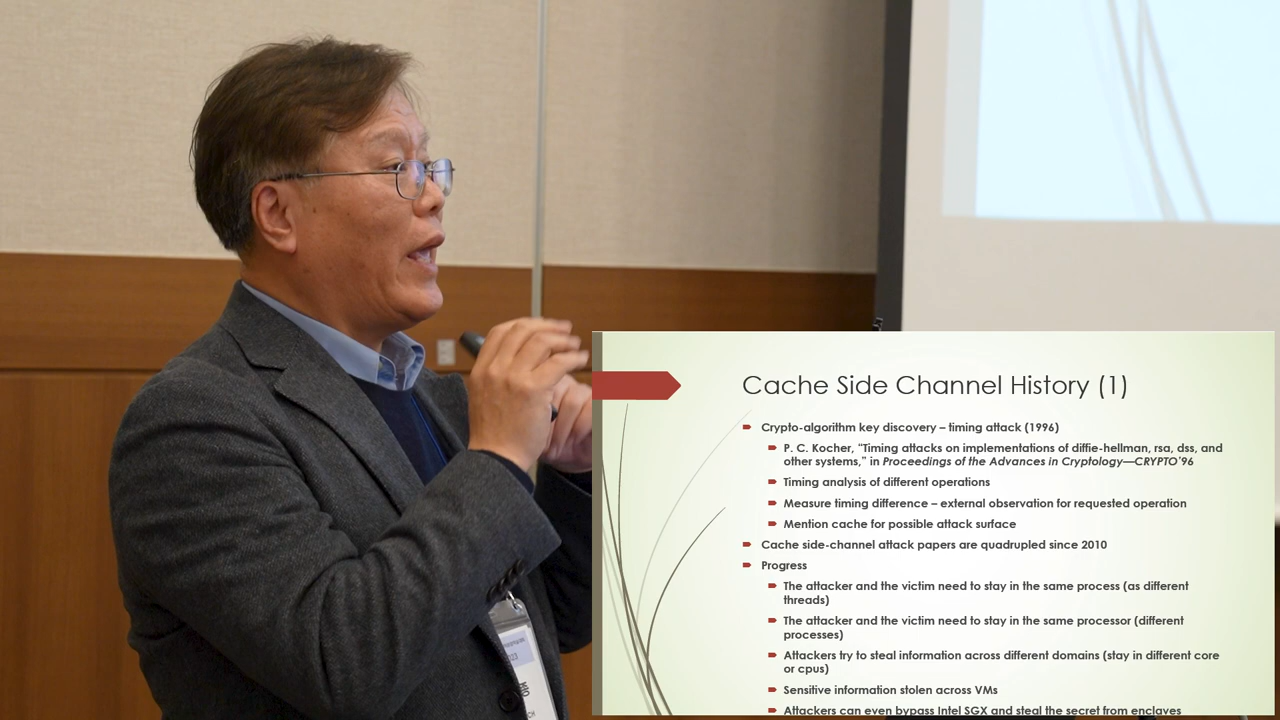 Cache Side Channel History (1)
Crypto-algorithm key discovery – timing attack (1996)
P. C. Kocher, “Timing attacks on implementations of diffie-hellman, rsa, dss, and
other systems,” in Proceedings of the Advances in Cryptology—CRYPTO’96
Timing analysis of different operations
Measure timing difference – external observation for requested operation
Mention cache for possible attack surface
Cache side-channel attack papers are quadrupled since 2010
Progress
The attacker and the victim need to stay in the same process (as different
threads)
The attacker and the victim need to stay in the same processor (different
processes)
Attackers try to steal information across different domains (stay in different core
or cpus)
Sensitive information stolen across VMs
Attackers can even bypass Intel SGX and steal the secret from enclaves